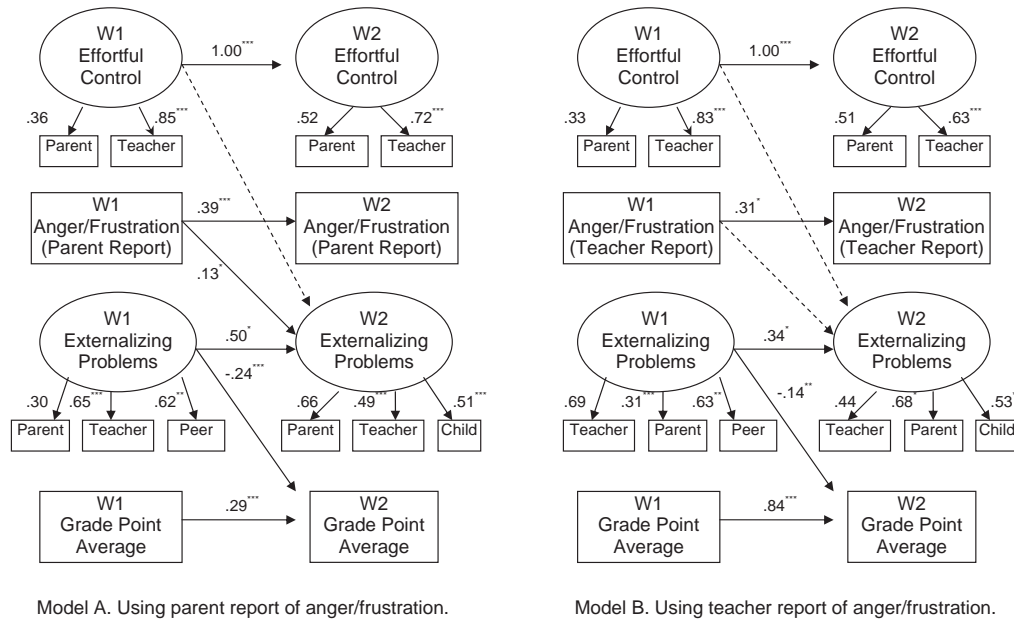 W1
Effortful
Control
1.00***
W2
Effortful
Control
.36
.85***
.52
.72***
Parent
Teacher
Parent
Teacher
W1
Anger/Frustration
(Parent Report)
.39***
W2
Anger/Frustration
(Parent Report)
.13*
W1
Externalizing
Problems
.50*
-.24***
W2
Externalizing
Problems
.30
.65***
.62**
.66
.49***
.51***
Parent
Teacher
Peer
Parent
Teacher
Child
W1
Grade Point
Average
.29***
W2
Grade Point
Average
Model A. Using parent report of anger/frustration.
W1
Effortful
Control
1.00***
W2
Effortful
Control
.33
.83***
.51
.63***
Parent
Teacher
Parent
Teacher
W1
Anger/Frustration
(Teacher Report)
.31*
W2
Anger/Frustration
(Teacher Report)
W1
Externalizing
Problems
.34*
-.14**
W2
Externalizing
Problems
.69
.31***
.63**
.44
.68*
.53*
Teacher
Parent
Peer
Teacher
Parent
Child
W1
Grade Point
Average
.84***
W2
Grade Point
Average
Model B. Using teacher report of anger/frustration.